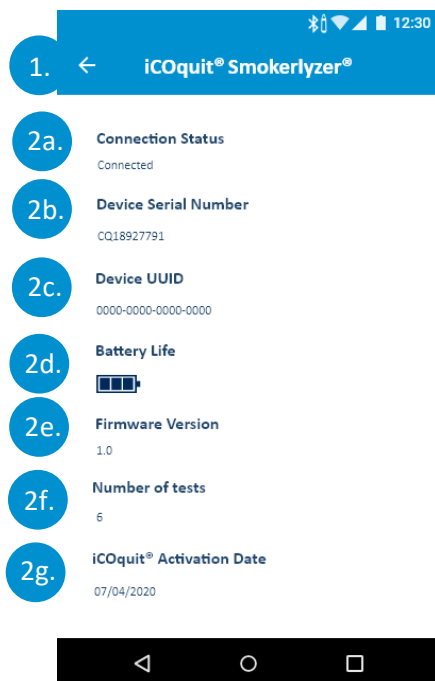 12:30
1.
iCOquit® Smokerlyzer®
2a.
Connection Status
Connected
2b.
Device Serial Number
CQ18927791
2c.
Device UUID
0000-0000-0000-0000
2d.
Battery Life
2e.
Firmware Version
1.0
2f.
Number of tests
6
2g.
iCOquit® Activation Date
07/04/2020